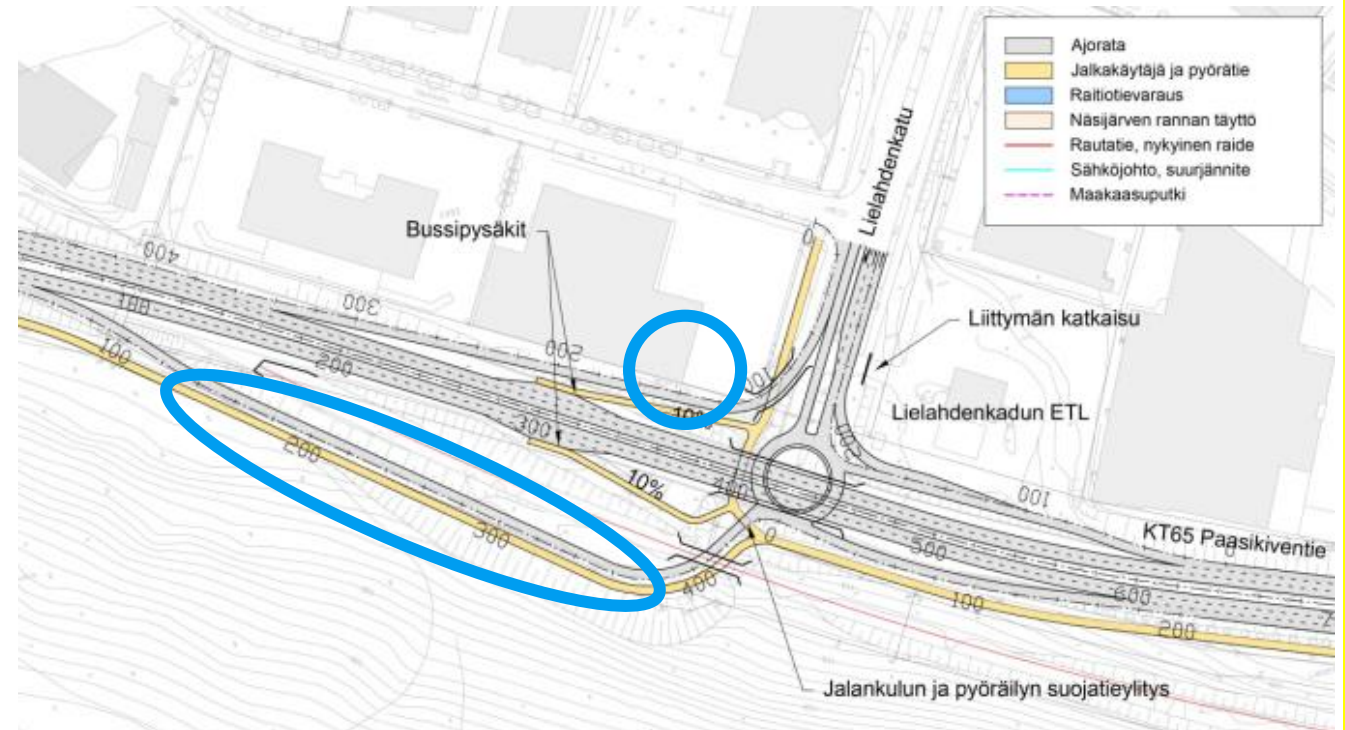 Ajorata
Jalkakäytäjä ja pyörätie
Raitiotievaraus
Näsijärven rannan täyttö
Rautatie, nykyinen raide
Sähköjohto, suurjännite
Maakaasuputki
Lielahdenkatu
Bussipysäkit
Liittymän katkaisu
Lielahdenkadun ETL
KT65 Paasikiventie
Jalankulun ja pyöräilyn suojatieylitys
400
300
200
100
0
100
200
300
400
500
600
100
200
300
400
0
100
200
100
0
10%
10%